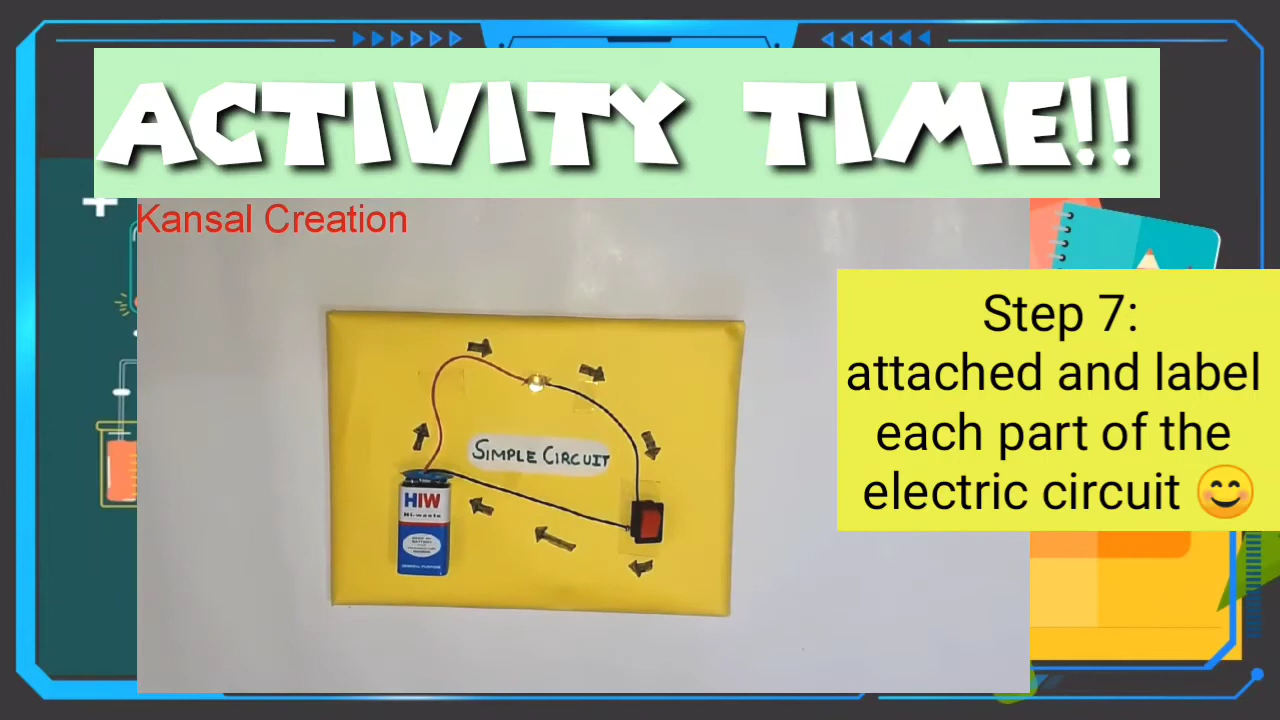 ACTIVITY TIME!!
Kansal Creation
Step 7:
attached and label
each part of the
electric circuit 😊
SIMPLE CIRCUIT
HIW